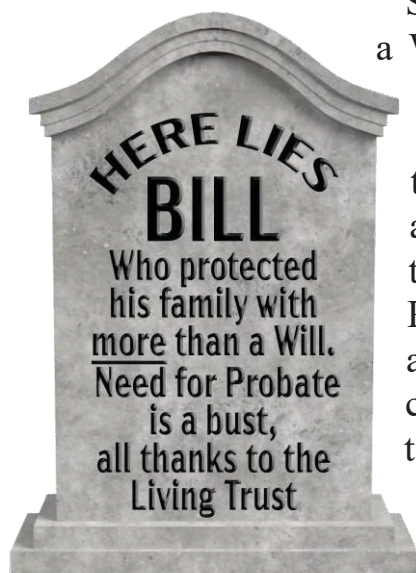 HERE LIES
BILL
Who protected
his family with
more than a Will.
Need for Probate
is a bust,
all thanks to the
Living Trust
a